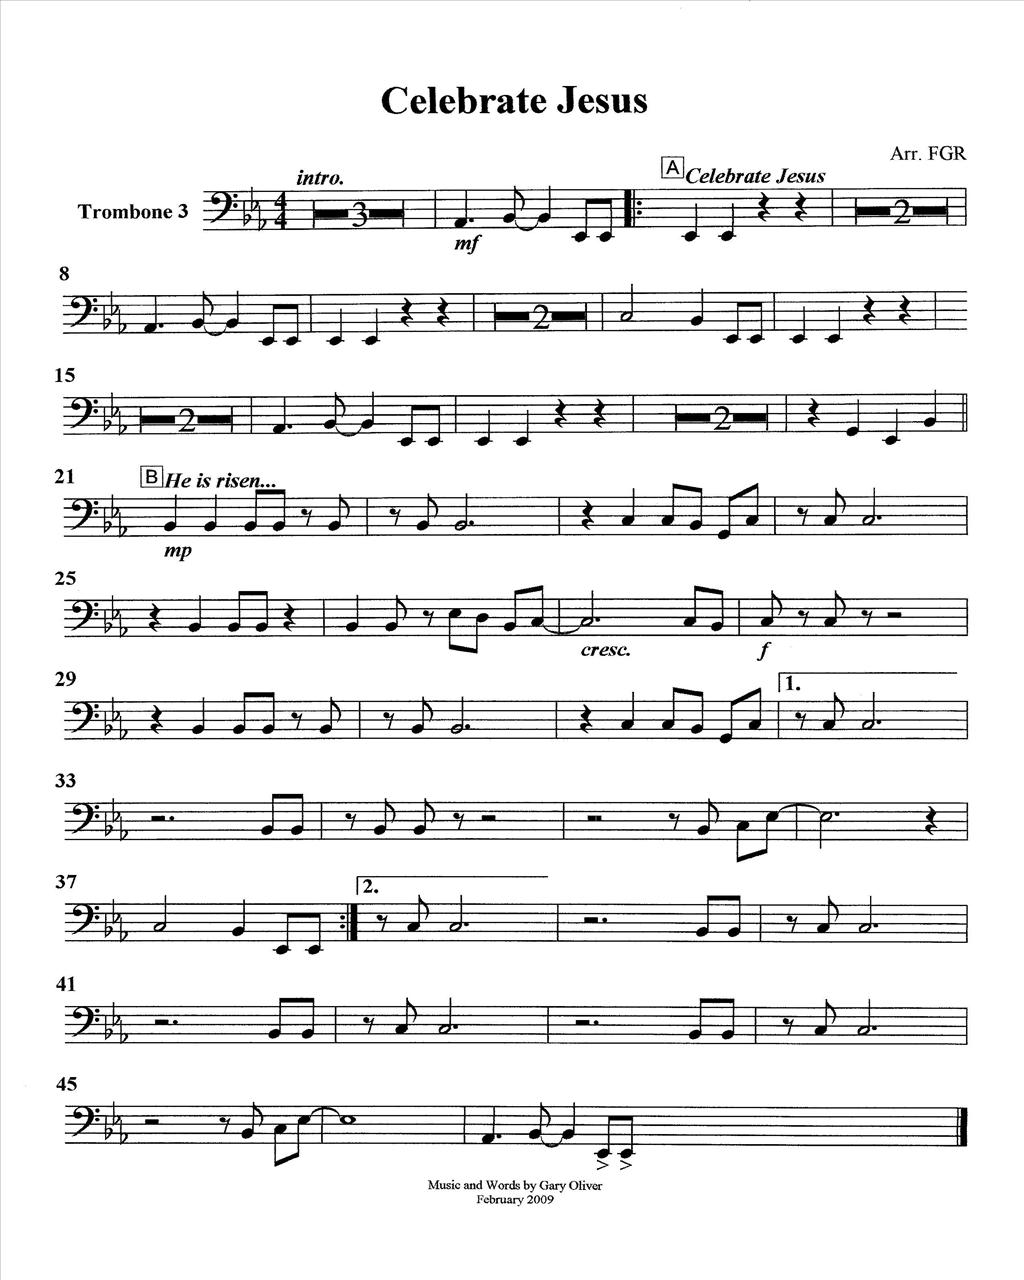 Celebrate Jesus
Arr. FGR
intro.
A Celebrate Jesus
Trombone 3
3
2
mf
8
2
15
2
2
21
B He is risen...
mp
25
cresc.
f
29
1.
33
37
2.
41
45
Music and Words by Gary Oliver
February 2009